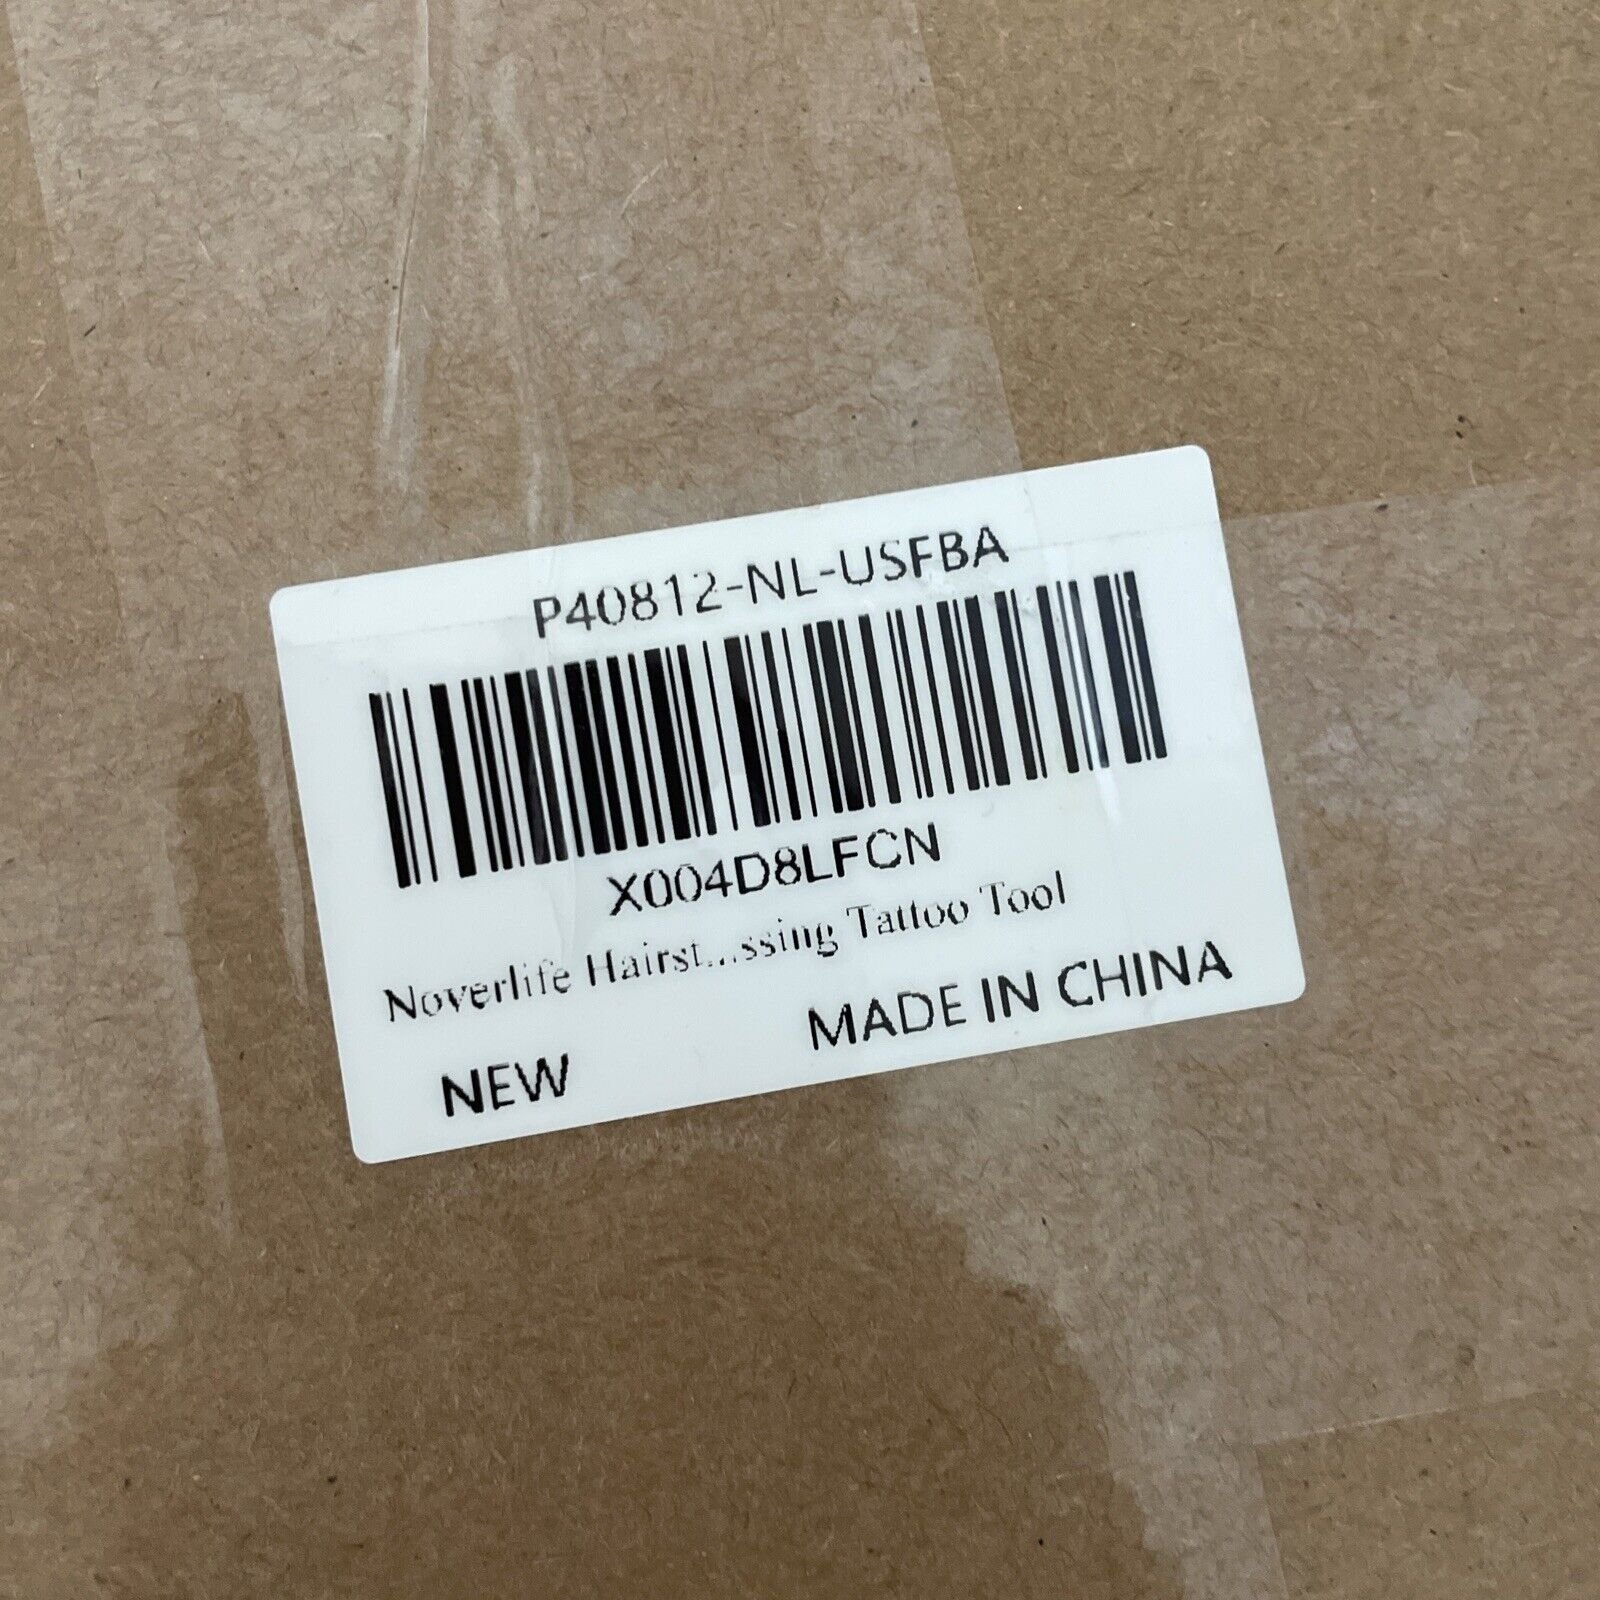 P40812-NL-USFBA
X004D8LFCN
Noverlife Hairst...ssing Tattoo Tool
NEW
MADE IN CHINA